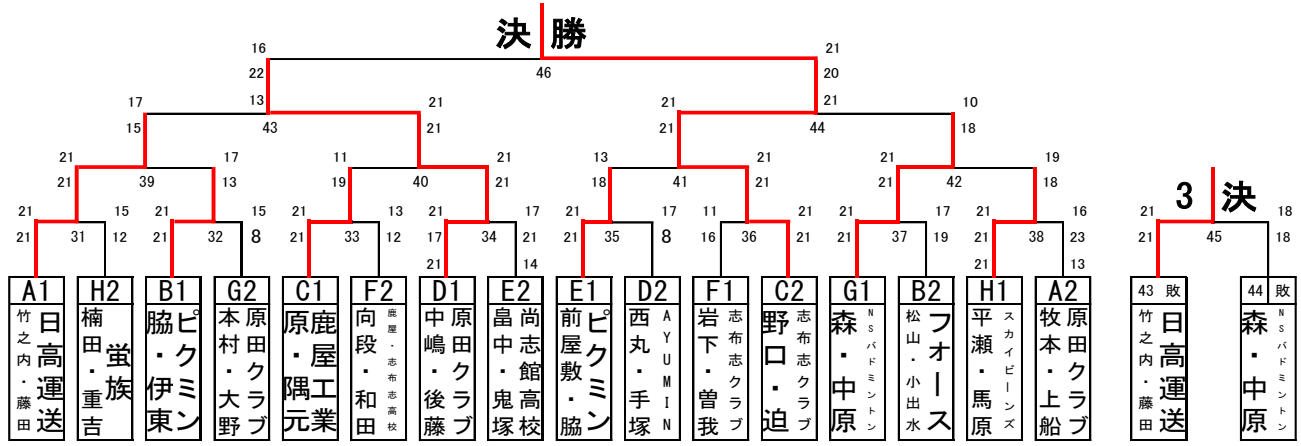 決 勝
16 21
22 46 20
17 13 21 21 21 10
15 43 21 21 44 18
21 17 11 21 13 21 21 19
21 39 13 19 40 21 18 41 21 21 42 18
3 決
21 15 21 15 21 13 21 17 21 17 11 21 21 17 21 16 21 18
21 31 12 21 32 8 21 33 12 17 34 21 21 35 8 16 36 21 21 37 19 21 38 23 21 45 18
21 14 13
A1 H2 B1 G2 C1 F2 D1 E2 E1 D2 F1 C2 G1 B2 H1 A2 43 敗 44 敗
日高運送
竹之内・藤田
蛍族
楠田・重吉
ピクミン
脇・伊東
原田クラブ
本村・大野
鹿屋工業
原・隅元
鹿屋・志布志高校
向段・和田
原田クラブ
中嶋・後藤
尚志館高校
畠中・鬼塚
ピクミン
前屋敷・脇
AYUMIN
西丸・手塚
志布志クラブ
岩下・曽我
志布志クラブ
野口・迫
NSバドミントン
森・中原
フオース
松山・小出水
スカイビーンズ
平瀬・馬原
原田クラブ
牧本・上船
日高運送
竹之内・藤田
NSバドミントン
森・中原